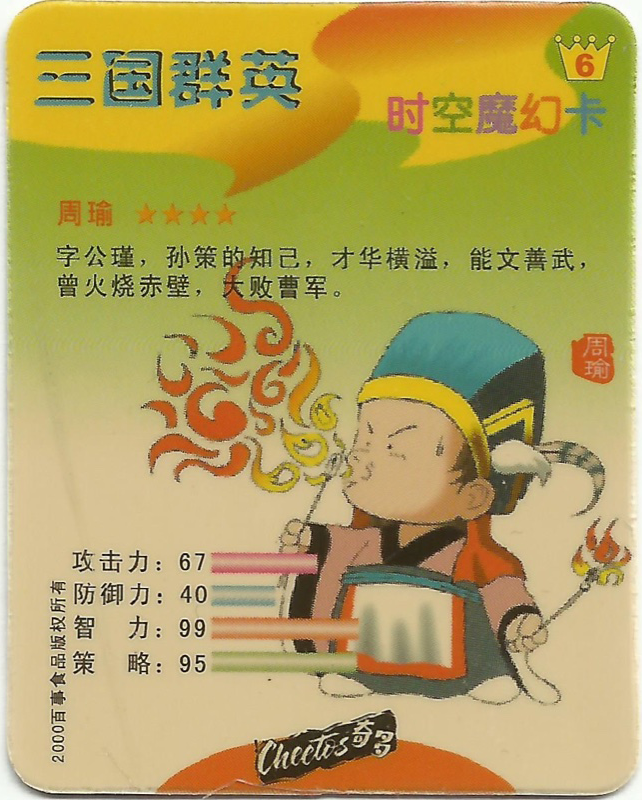 三国群英
6
时空魔幻卡
周瑜 ★★★★
字公瑾，孙策的知己，才华横溢，能文善武，
曾火烧赤壁，大败曹军。
周瑜
攻击力：67
防御力：40
智　力：99
策　略：95
2000百事食品版权所有
Cheetos奇多